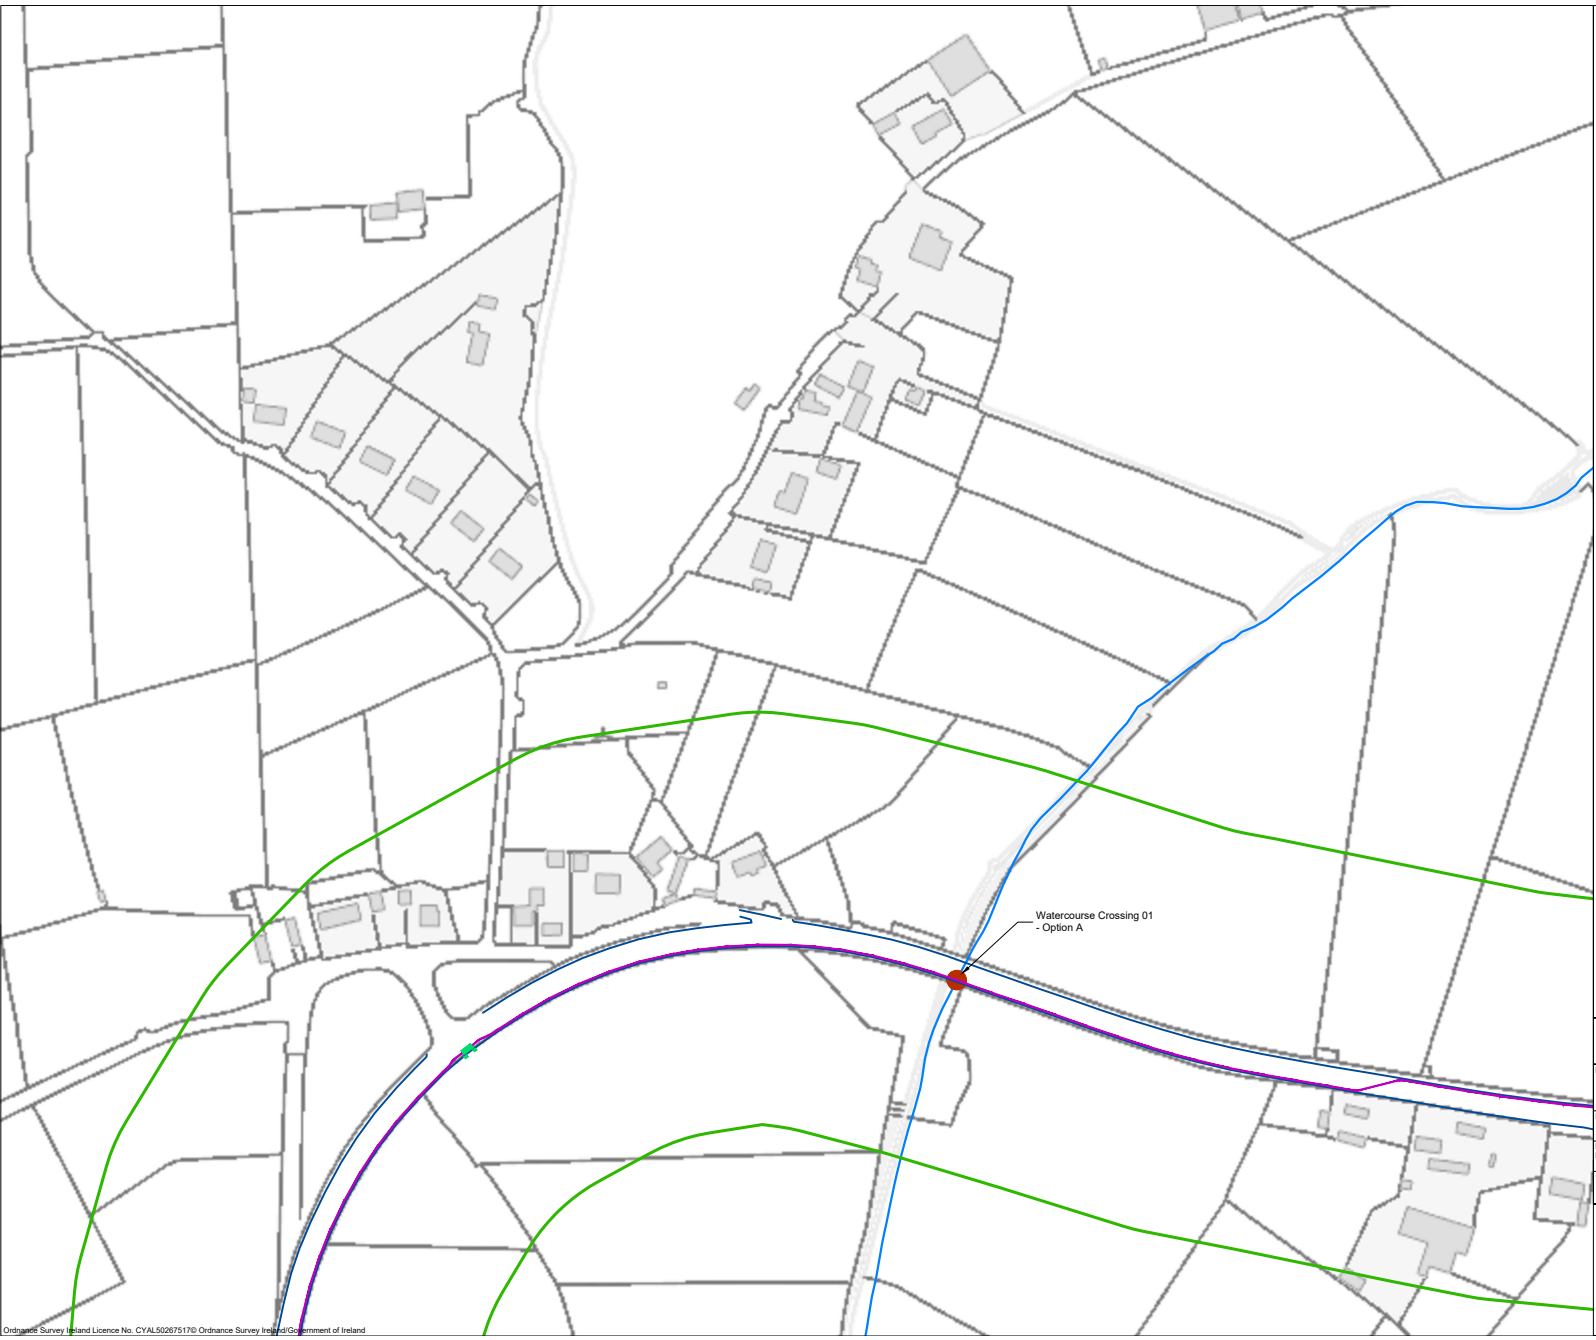 Watercourse Crossing 01
- Option A
Ordnance Survey Ireland Licence No. CYAL50267517© Ordnance Survey Ireland/Government of Ireland